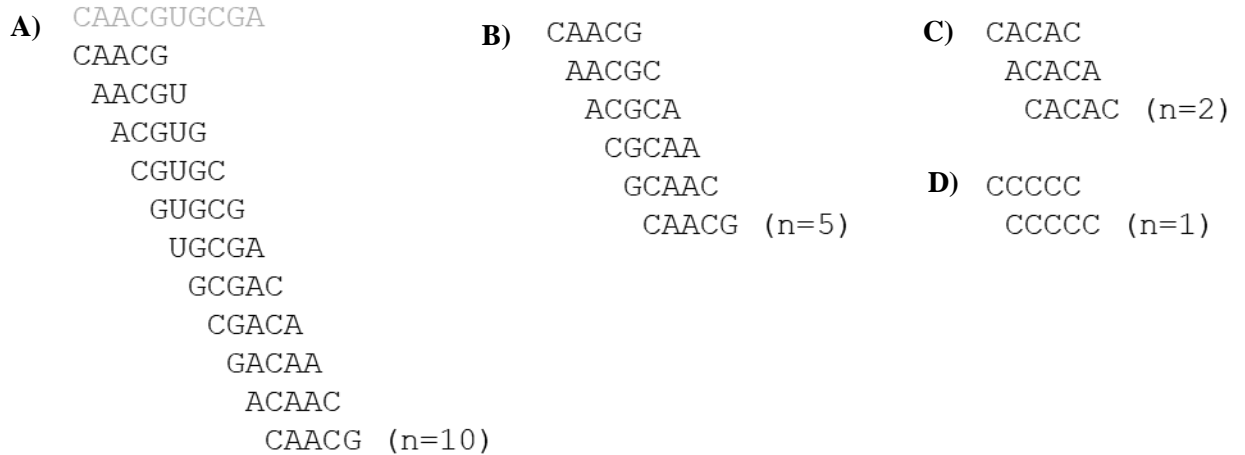 A) CAACGUGCGA
CAACG
AACGU
ACGUG
CGUGC
GUGCG
UGCGA
GCGAC
CGACA
GACAA
ACAAC
CAACG (n=10)
B) CAACG
AACGC
ACGCA
CGCAA
GCAAC
CAACG (n=5)
C) CACAC
ACACA
CACAC (n=2)
D) CCCCC
CCCCC (n=1)